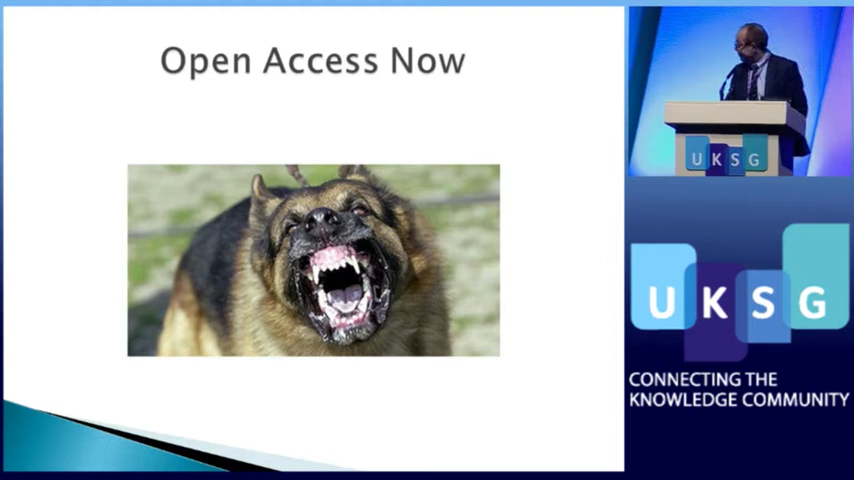 Open Access Now
UKSG
UKSG
CONNECTING THE
KNOWLEDGE COMMUNITY